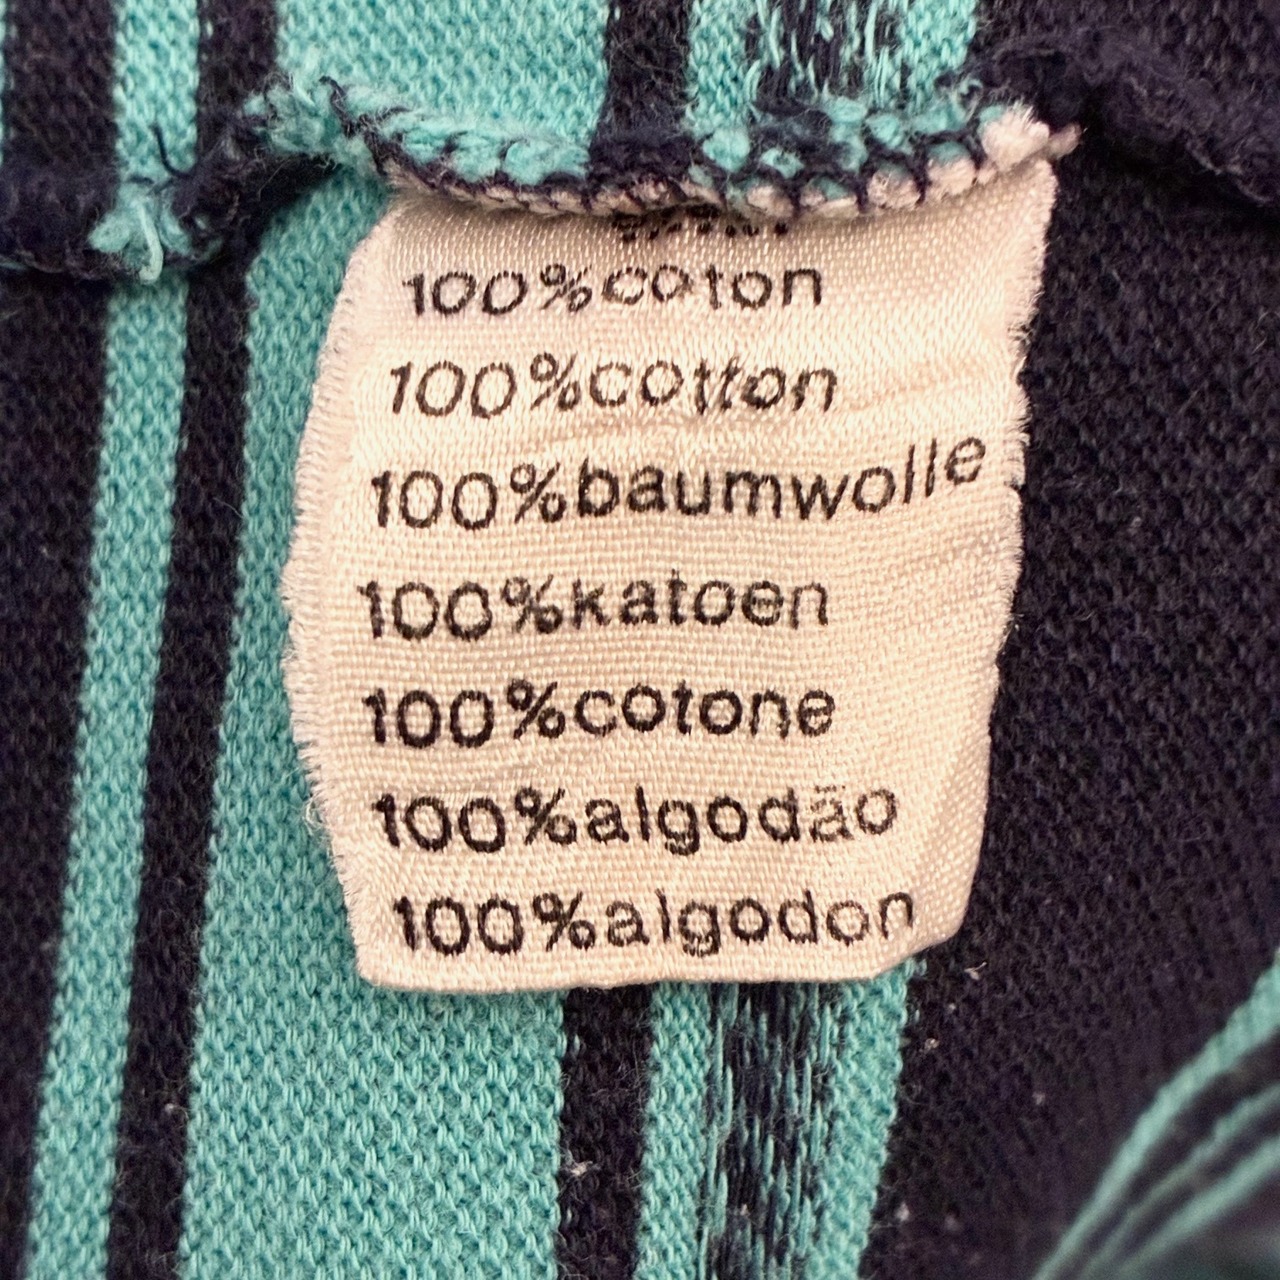 100%coton
100%cotton
100%baumwolle
100%katoen
100%cotone
100%algodão
100%algodon